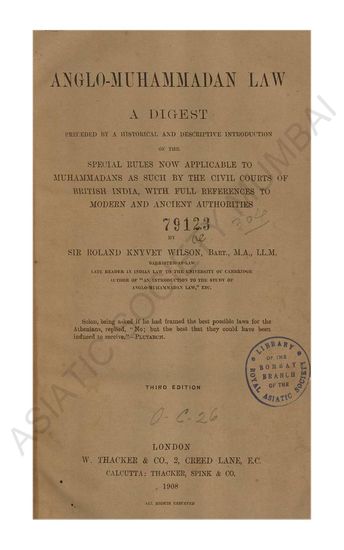 ANGLO-MUHAMMADAN LAW
A DIGEST
PRECEDED BY A HISTORICAL AND DESCRIPTIVE INTRODUCTION
OF THE
SPECIAL RULES NOW APPLICABLE TO
MUHAMMADANS AS SUCH BY THE CIVIL COURTS OF
BRITISH INDIA, WITH FULL REFERENCES TO
MODERN AND ANCIENT AUTHORITIES
79123
BY
SIR ROLAND KNYVET WILSON, BART., M.A., LL.M.
BARRISTER-AT-LAW
LATE READER IN INDIAN LAW TO THE UNIVERSITY OF CAMBRIDGE
AUTHOR OF "AN INTRODUCTION TO THE STUDY OF
ANGLO-MUHAMMADAN LAW," ETC.
Solon, being asked if he had framed the best possible laws for the
Athenians, replied, "No; but the best that they could have been
induced to receive."—PLUTARCH.
LIBRARY
OF THE
BOMBAY
BRANCH
OF THE
ROYAL ASIATIC SOCIETY
THIRD EDITION
O-C-26
LONDON
W. THACKER & CO., 2, CREED LANE, E.C.
CALCUTTA: THACKER, SPINK & CO.
1908
ALL RIGHTS RESERVED
ASIATIC SOCIETY MUMBAI